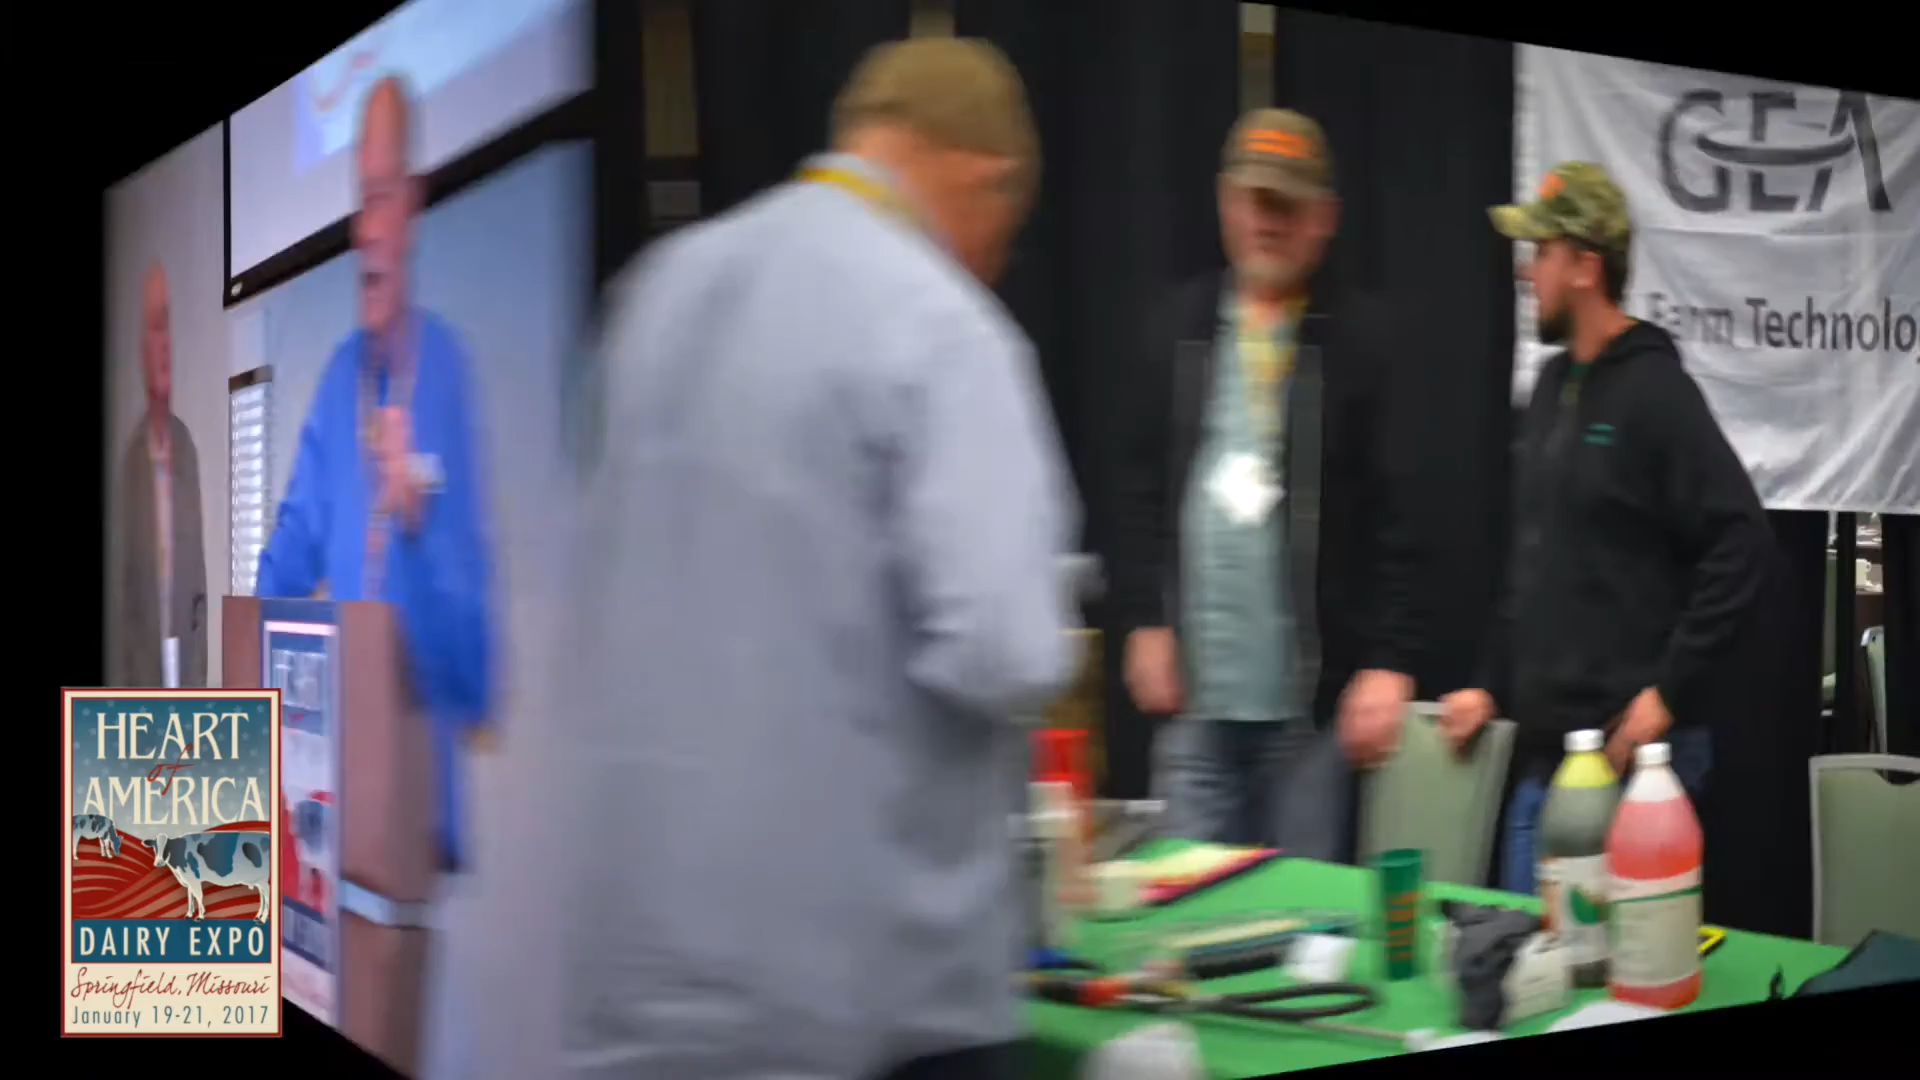 GEA
Farm Technolo
HEART
of
AMERICA
DAIRY EXPO
Springfield, Missouri
January 19-21, 2017